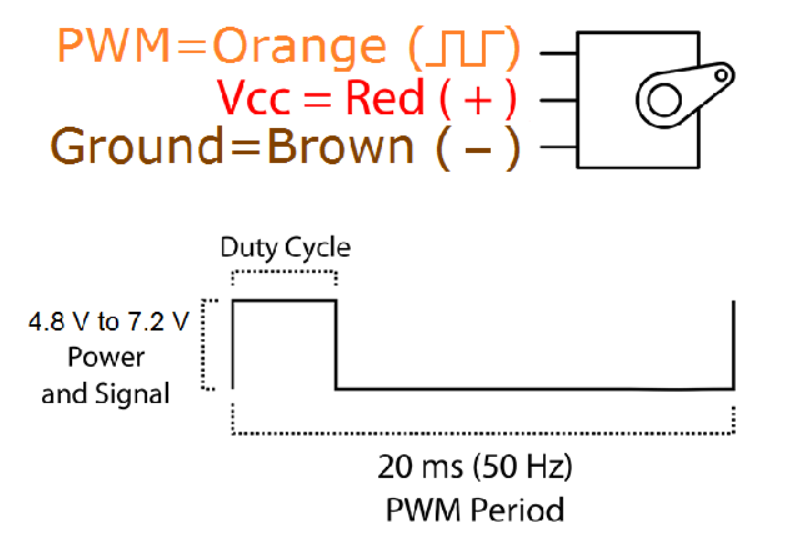 PWM=Orange (⎍⎍)
Vcc = Red ( + )
Ground=Brown ( − )
Duty Cycle
4.8 V to 7.2 V
Power
and Signal
20 ms (50 Hz)
PWM Period